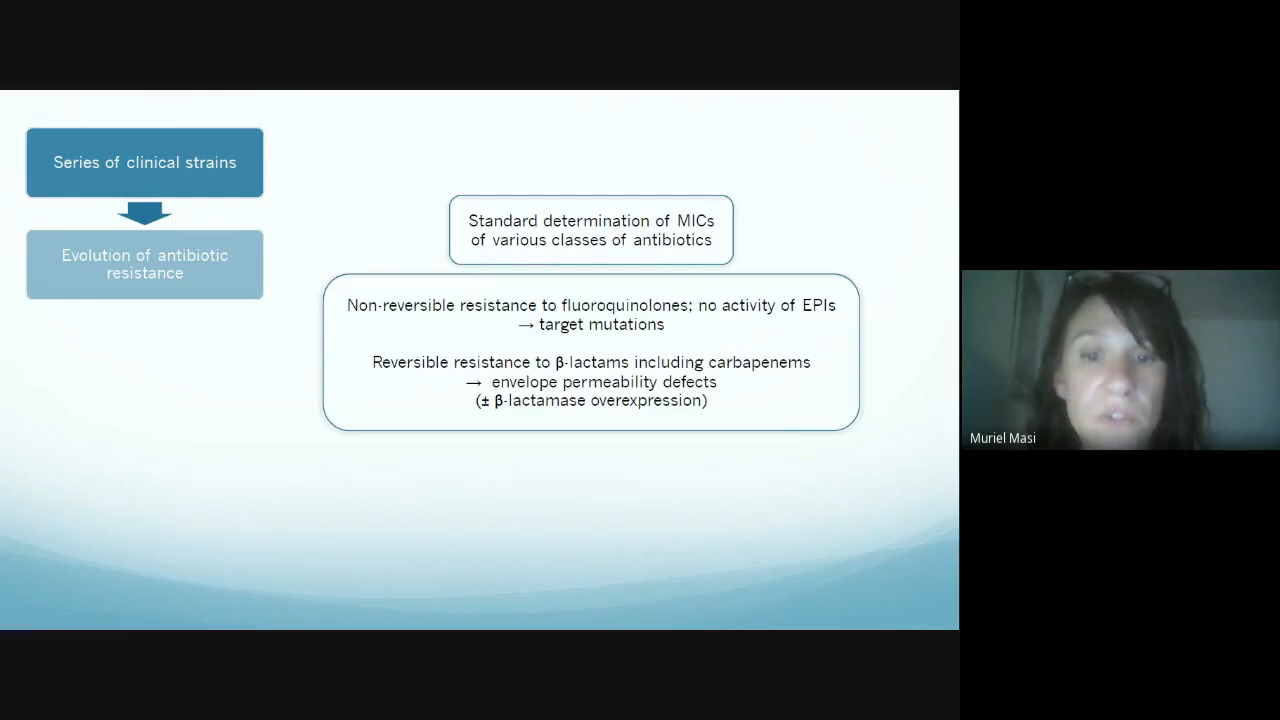 Series of clinical strains
Evolution of antibiotic
resistance
Standard determination of MICs
of various classes of antibiotics
Non-reversible resistance to fluoroquinolones; no activity of EPIs
→ target mutations
Reversible resistance to β-lactams including carbapenems
→ envelope permeability defects
(± β-lactamase overexpression)
Muriel Masi